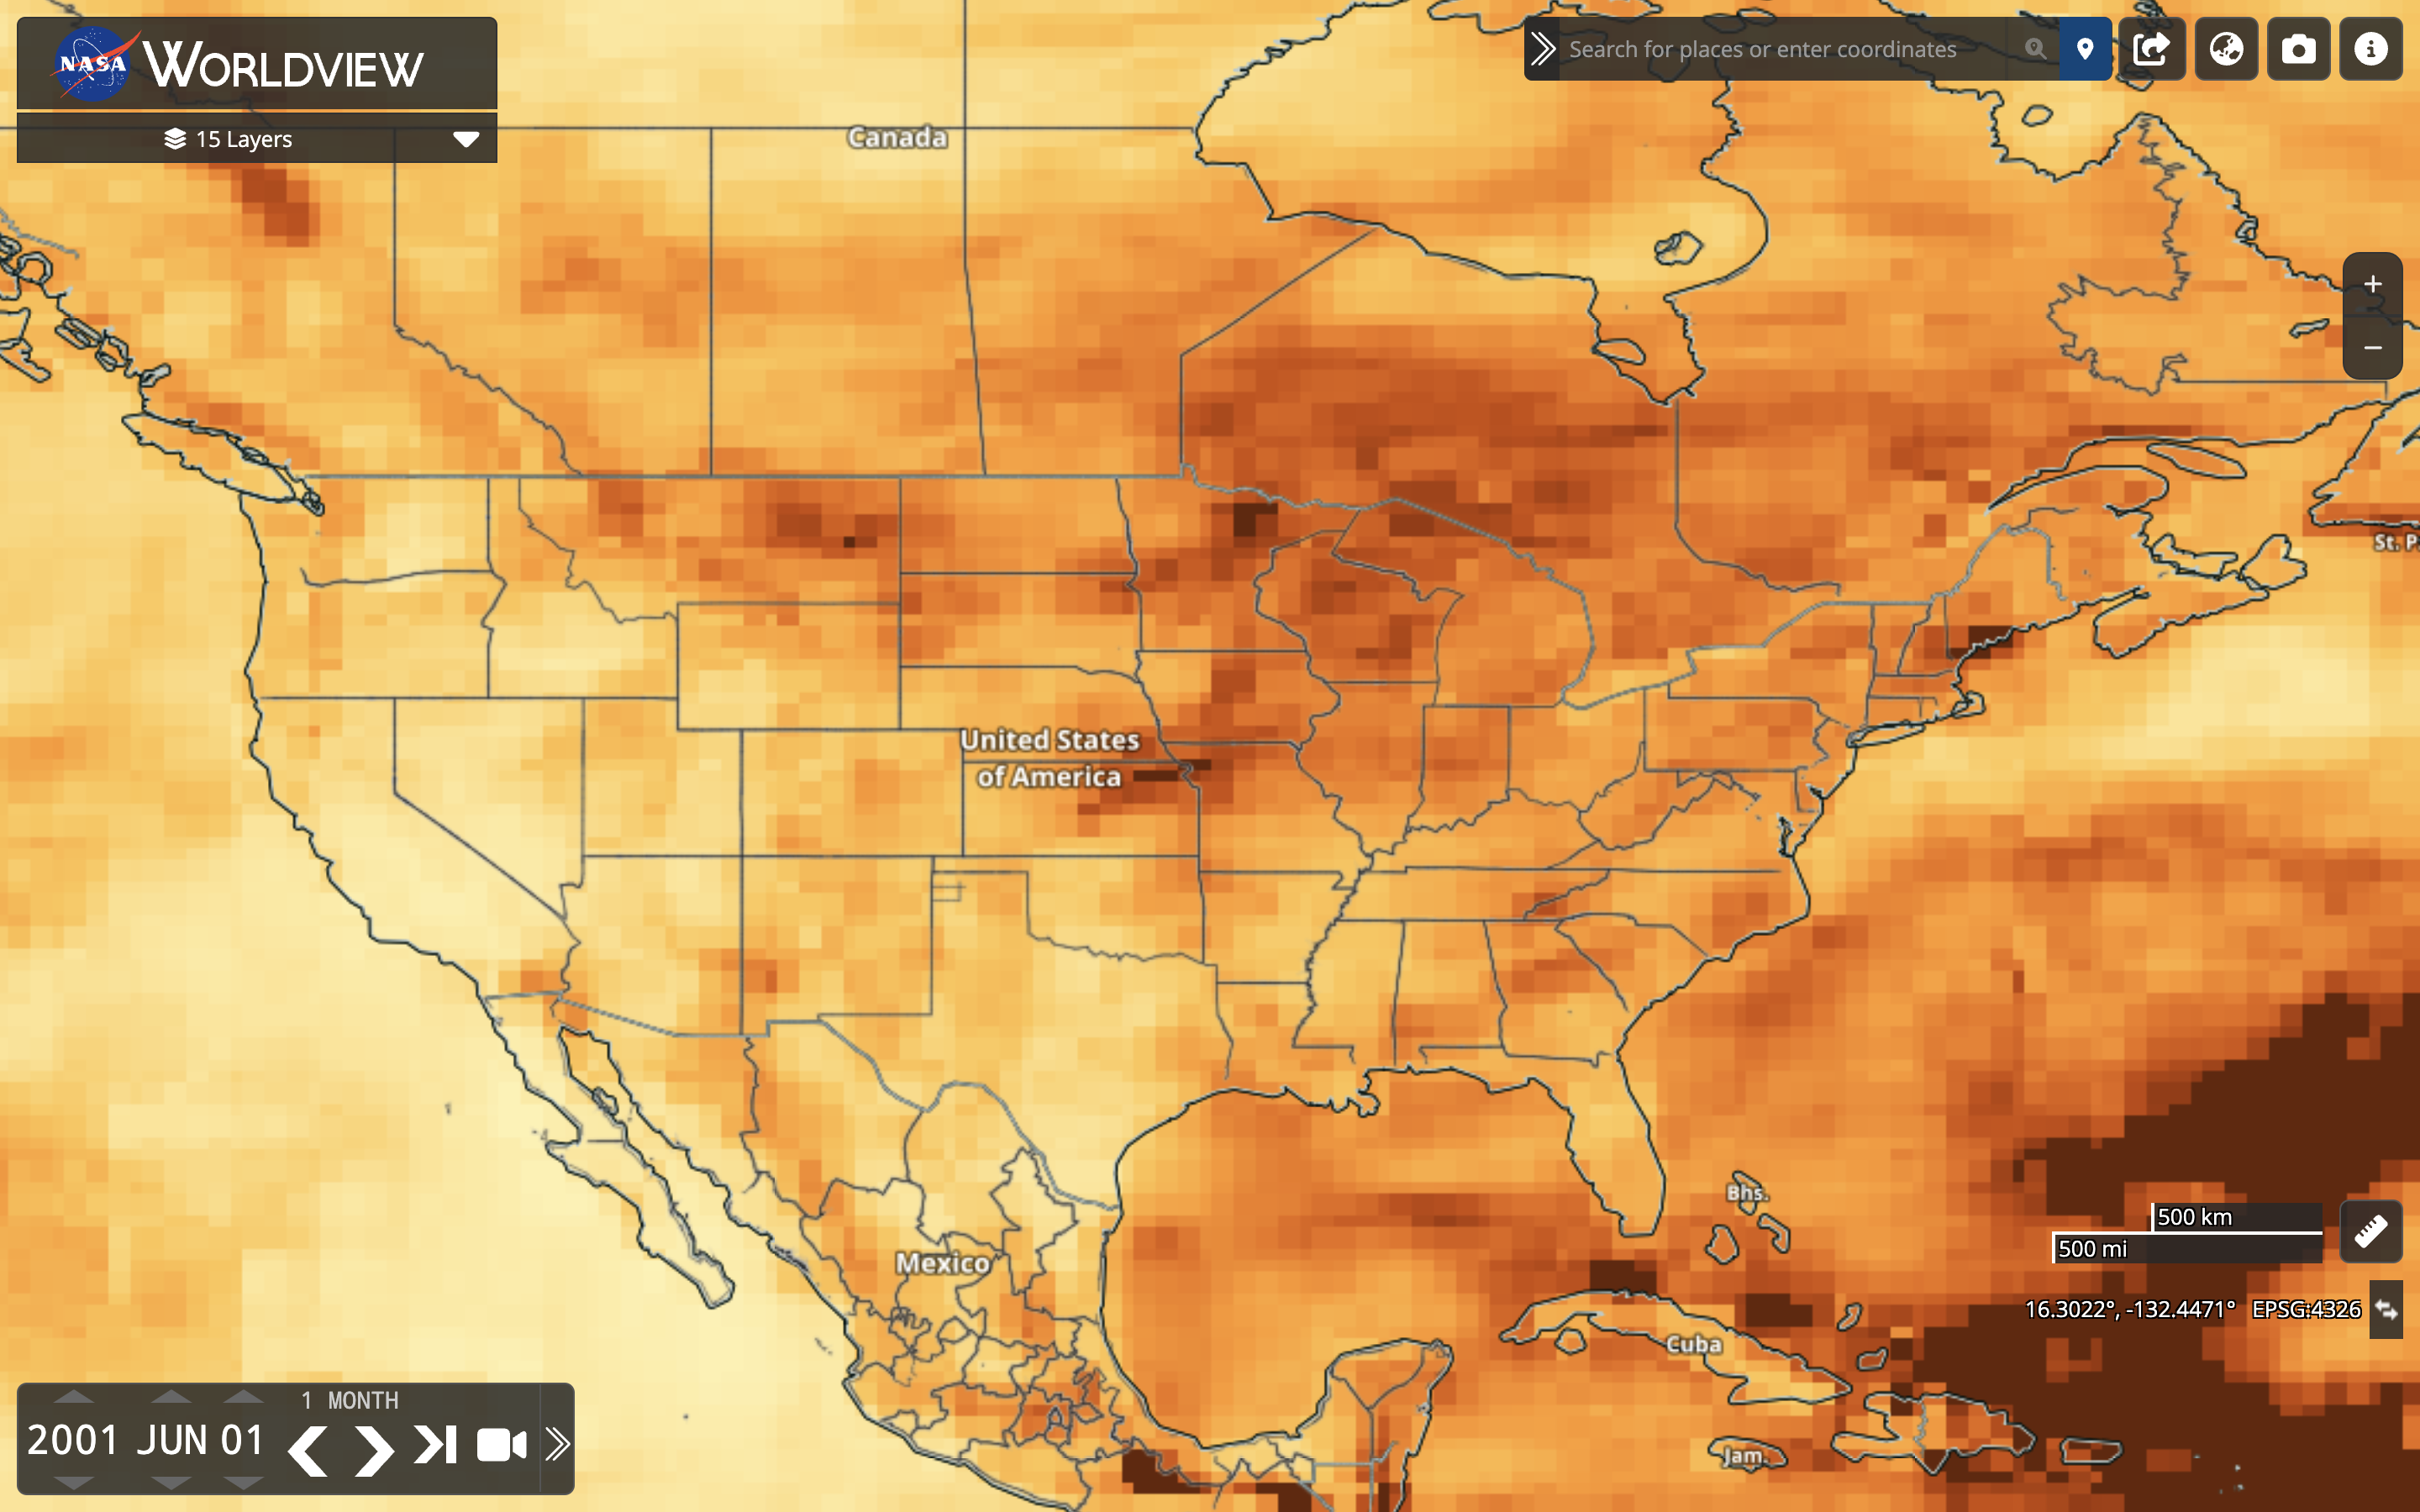 NASA WORLDVIEW
Search for places or enter coordinates
15 Layers
Canada
+
−
St. P.
United States
of America
Bhs.
500 km
500 mi
Mexico
16.3022°, -132.4471° EPSG:4326
Cuba
Jam.
1 MONTH
2001 JUN 01